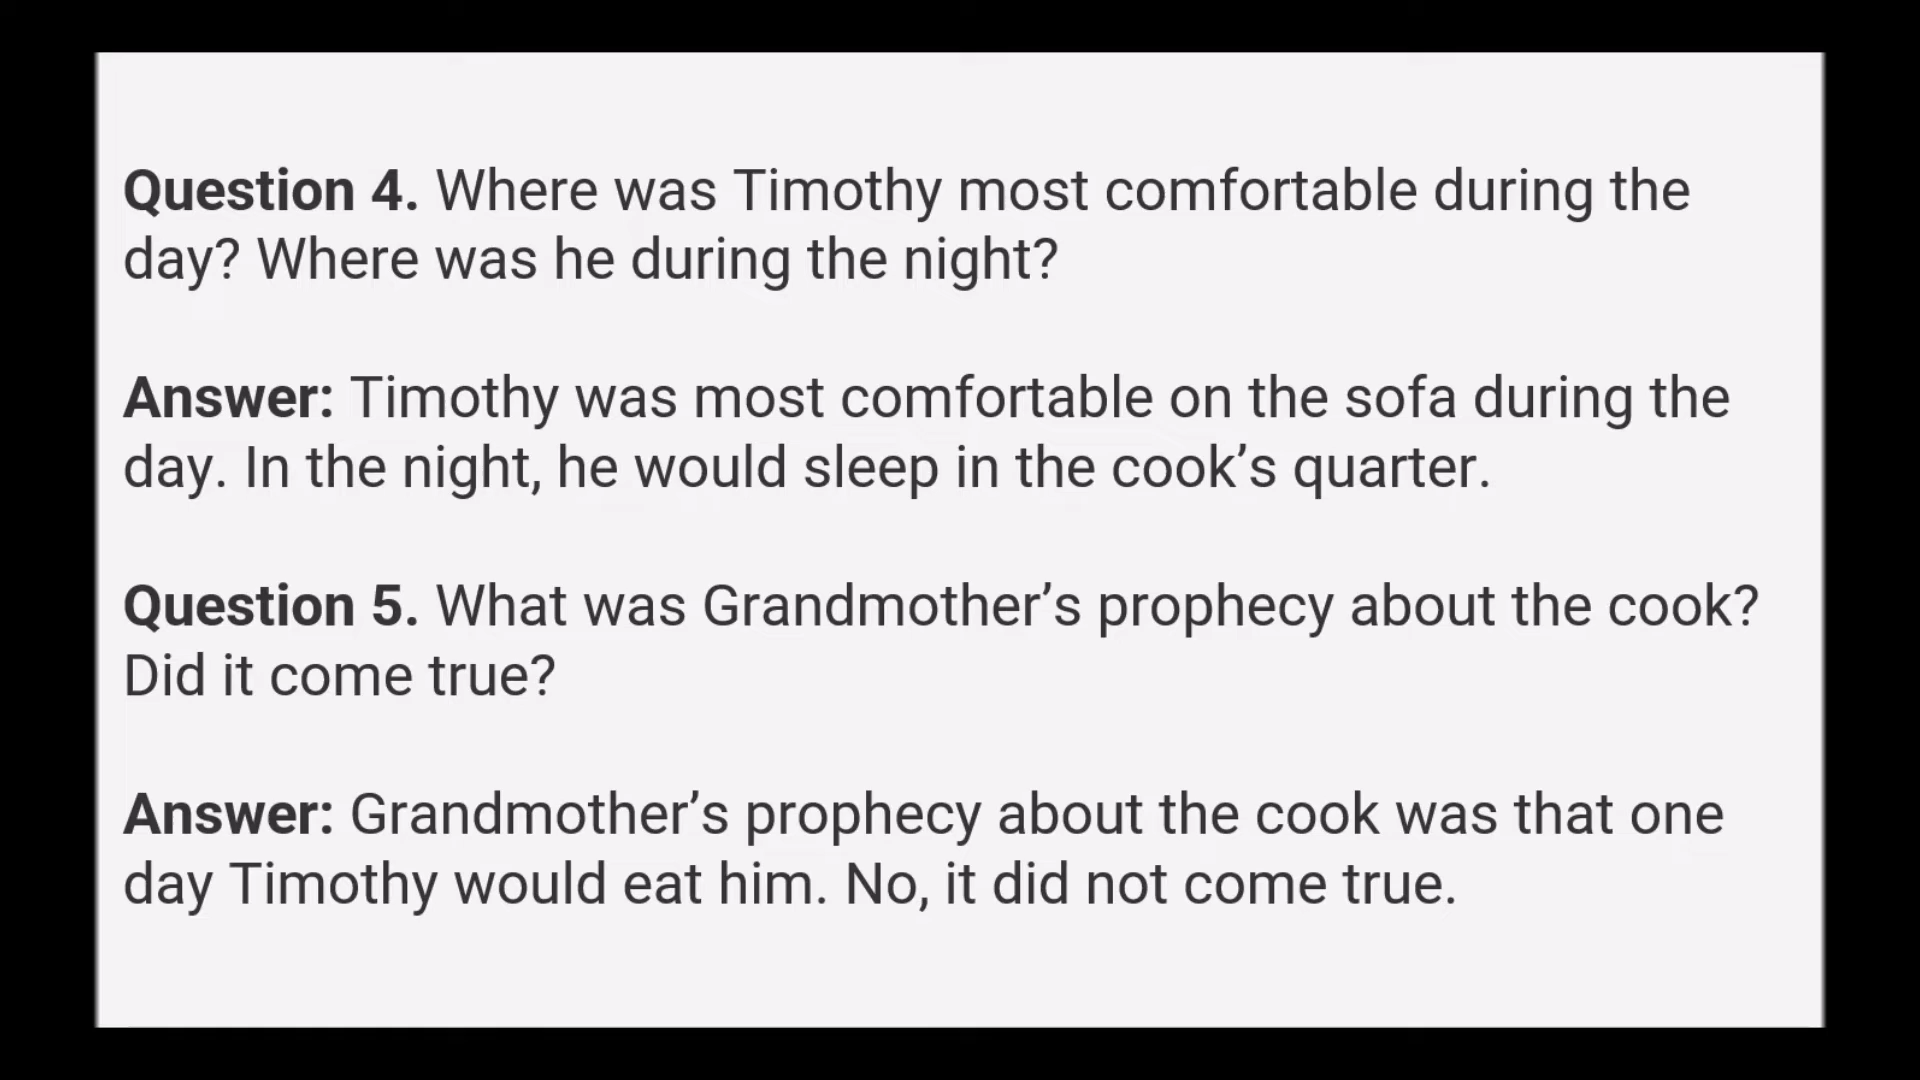 Question 4. Where was Timothy most comfortable during the
day? Where was he during the night?
Answer: Timothy was most comfortable on the sofa during the
day. In the night, he would sleep in the cook’s quarter.
Question 5. What was Grandmother’s prophecy about the cook?
Did it come true?
Answer: Grandmother’s prophecy about the cook was that one
day Timothy would eat him. No, it did not come true.